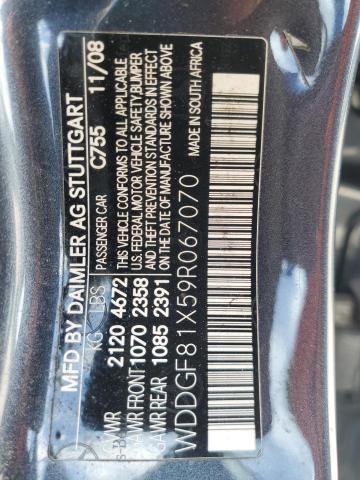 MFD BY DAIMLER AG STUTTGART
KG LBS PASSENGER CAR C755 11/08
GVWR 2120 4672 THIS VEHICLE CONFORMS TO ALL APPLICABLE
GAWR FRONT 1070 2358 U.S. FEDERAL MOTOR VEHICLE SAFETY BUMPER
GAWR REAR 1085 2391 AND THEFT PREVENTION STANDARDS IN EFFECT
ON THE DATE OF MANUFACTURE SHOWN ABOVE
WDDGF81X59R067070 MADE IN SOUTH AFRICA